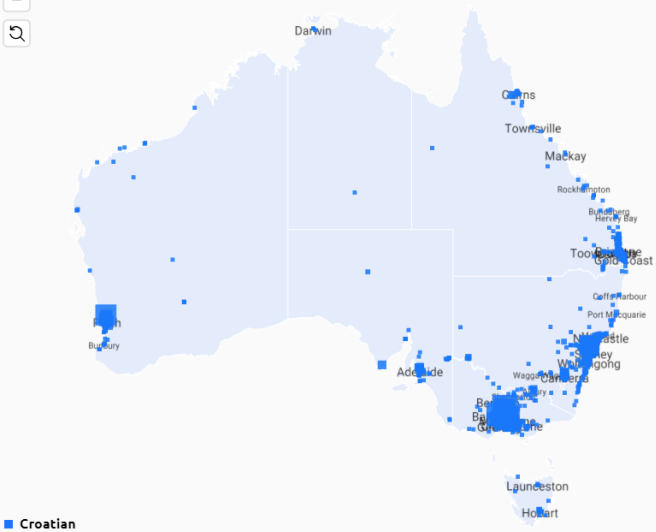 Darwin
Cairns
Townsville
Mackay
Rockhampton
Bundaberg
Hervey Bay
Gold Coast
Coffs Harbour
Port Macquarie
Perth
Newcastle
Bunbury
Sydney
Wollongong
Adelaide
Canberra
Launceston
Hobart
Croatian